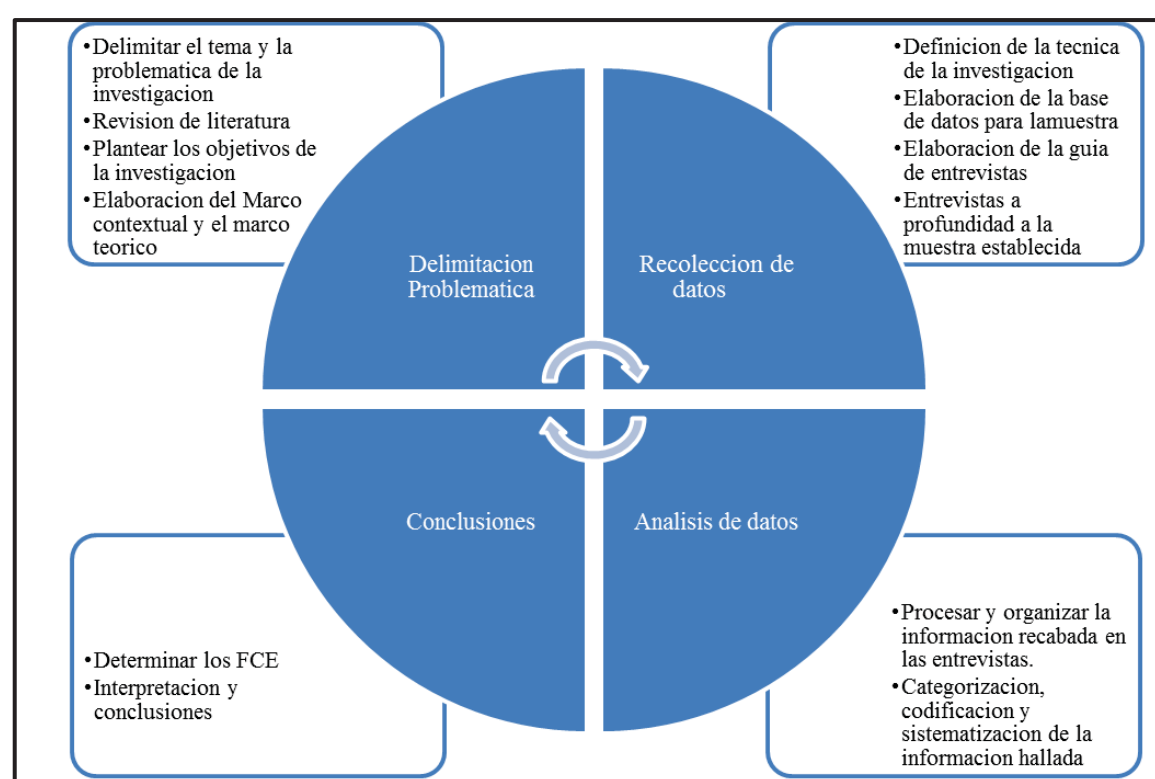 •Delimitar el tema y la
problematica de la
investigacion
•Revision de literatura
•Plantear los objetivos de
la investigacion
•Elaboracion del Marco
contextual y el marco
teorico
•Definicion de la tecnica
de la investigacion
•Elaboracion de la base
de datos para lamuestra
•Elaboracion de la guia
de entrevistas
•Entrevistas a
profundidad a la
muestra establecida
Delimitacion
Problematica
Recoleccion de
datos
Conclusiones
Analisis de datos
•Determinar los FCE
•Interpretacion y
conclusiones
•Procesar y organizar la
informacion recabada en
las entrevistas.
•Categorizacion,
codificacion y
sistematizacion de la
informacion hallada